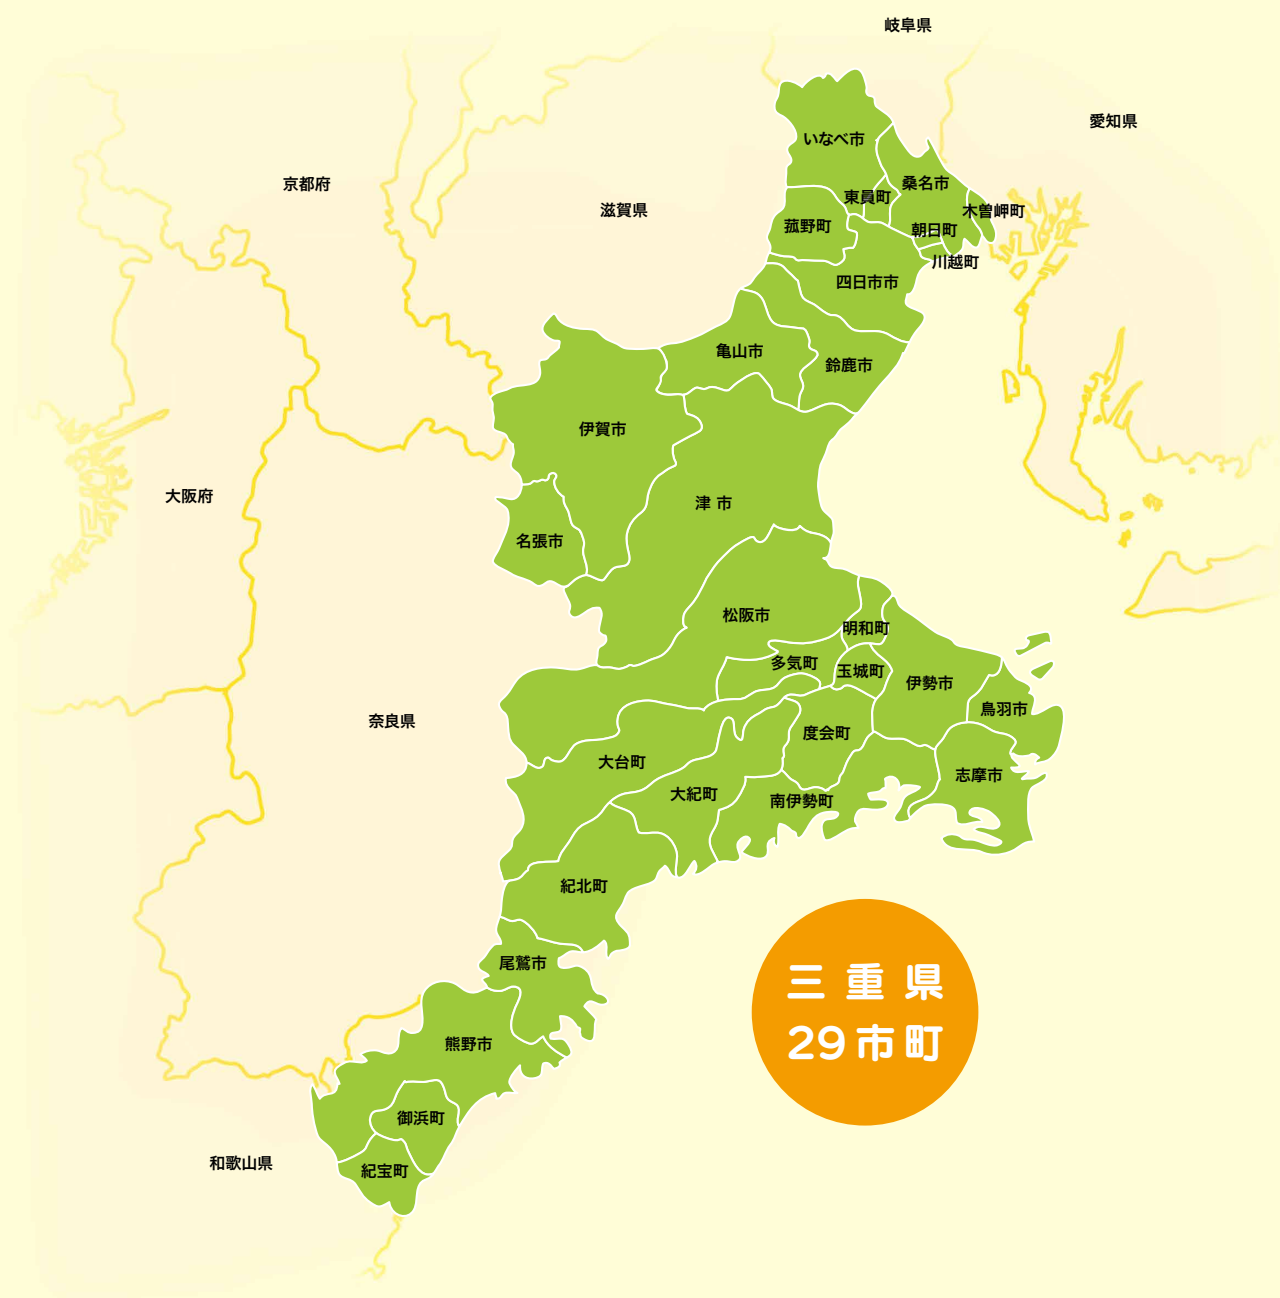 岐阜県
愛知県
いなべ市
京都府
桑名市
東員町
滋賀県
木曽岬町
菰野町
朝日町
川越町
四日市市
亀山市
鈴鹿市
伊賀市
大阪府
津 市
名張市
松阪市
明和町
多気町
玉城町
伊勢市
鳥羽市
奈良県
度会町
大台町
志摩市
大紀町
南伊勢町
紀北町
尾鷲市
三 重 県
29市町
熊野市
御浜町
和歌山県
紀宝町